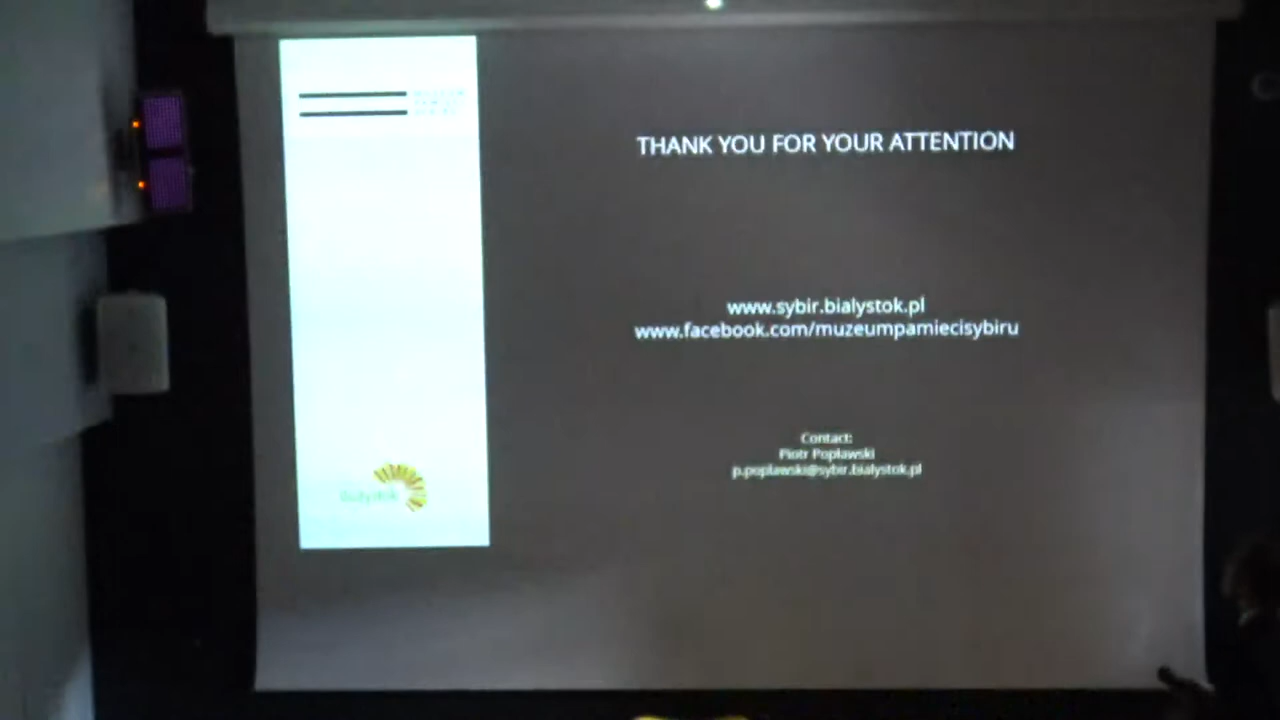 THANK YOU FOR YOUR ATTENTION
www.sybir.bialystok.pl
www.facebook.com/muzeumpamiecisybiru
Contact:
Piotr Popławski
p.poplawski@sybir.bialystok.pl
Białystok